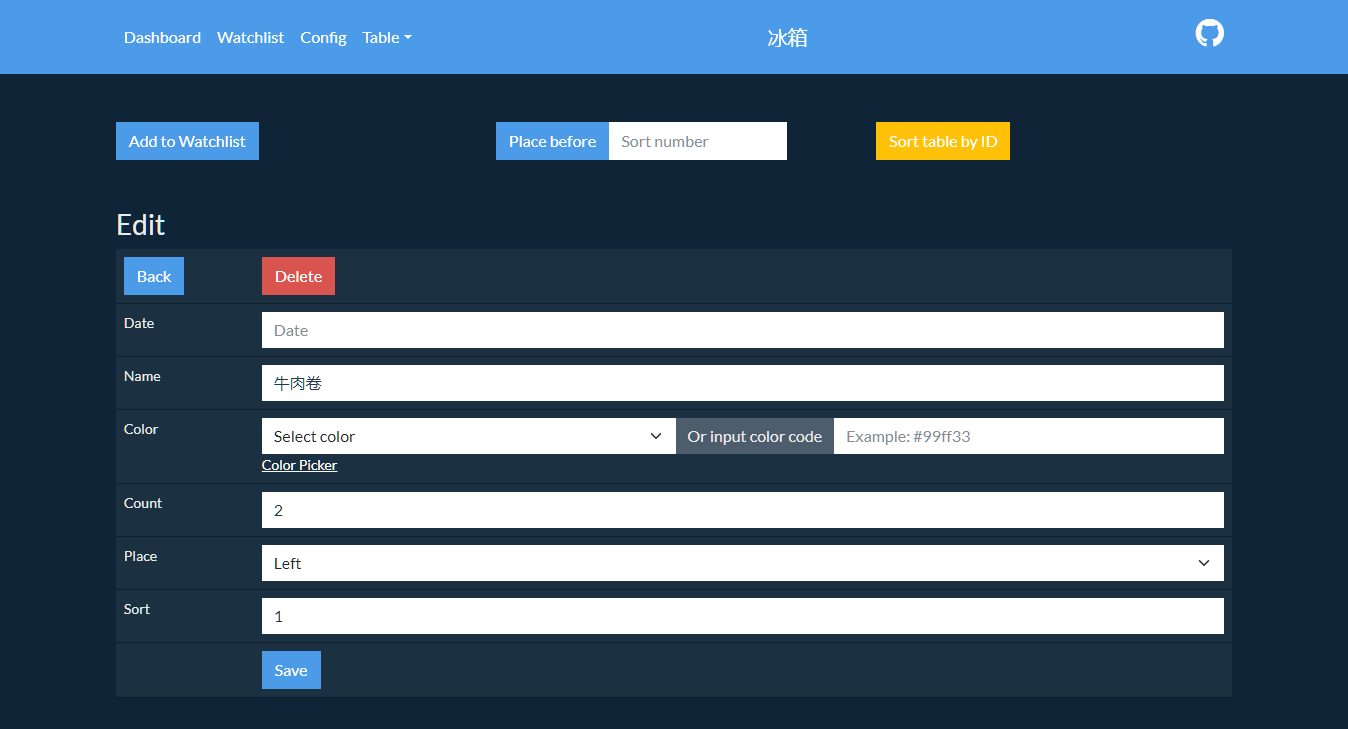 Dashboard Watchlist Config Table 冰箱
Add to Watchlist Place before Sort number Sort table by ID
Edit
Back Delete
Date Date
Name 牛肉卷
Color Select color Or input color code Example: #99ff33
Color Picker
Count 2
Place Left
Sort 1
Save